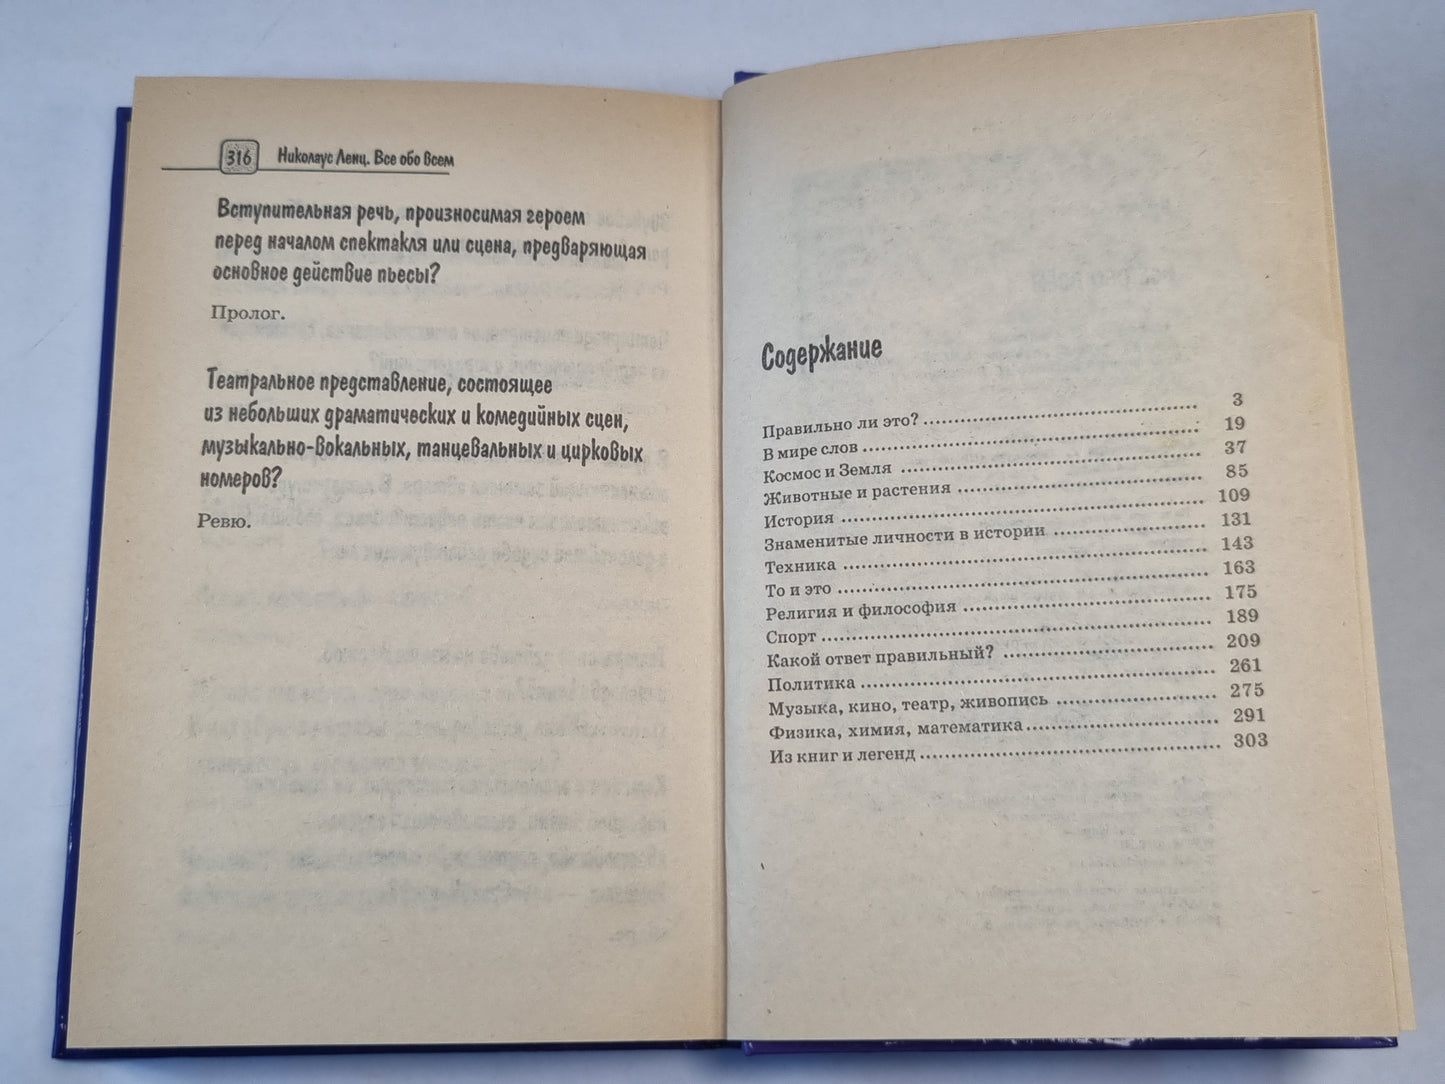 316 Николаус Ленц. Все обо всем
Вступительная речь, произносимая героем
перед началом спектакля или сцена, предваряющая
основное действие пьесы?
Пролог.
Театральное представление, состоящее
из небольших драматических и комедийных сцен,
музыкально-вокальных, танцевальных и цирковых
номеров?
Ревю.
Содержание
Правильно ли это? 3
В мире слов 19
Космос и Земля 37
Животные и растения 85
История 109
Знаменитые личности в истории 131
Техника 143
То и это 163
Религия и философия 175
Спорт 189
Какой ответ правильный? 209
Политика 261
Музыка, кино, театр, живопись 275
Физика, химия, математика 291
Из книг и легенд 303